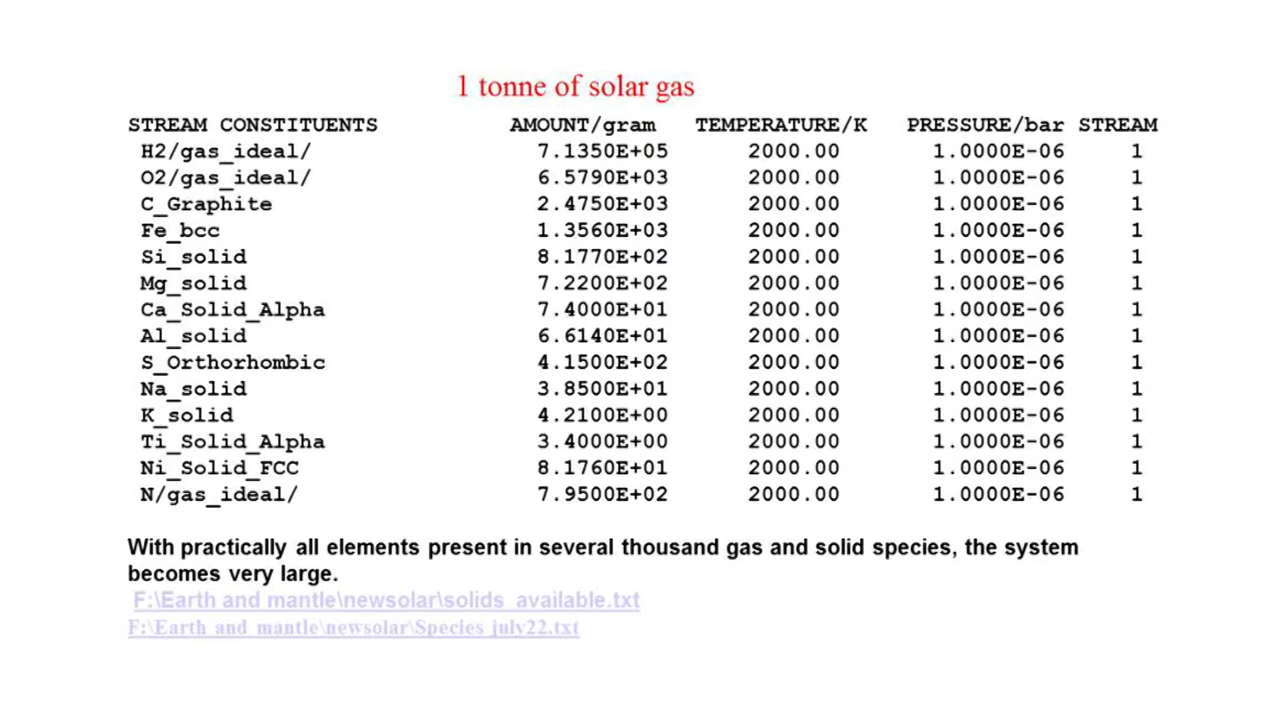 1 tonne of solar gas
STREAM CONSTITUENTS AMOUNT/gram TEMPERATURE/K PRESSURE/bar STREAM
H2/gas_ideal/ 7.1350E+05 2000.00 1.0000E-06 1
O2/gas_ideal/ 6.5790E+03 2000.00 1.0000E-06 1
C_Graphite 2.4750E+03 2000.00 1.0000E-06 1
Fe_bcc 1.3560E+03 2000.00 1.0000E-06 1
Si_solid 8.1770E+02 2000.00 1.0000E-06 1
Mg_solid 7.2200E+02 2000.00 1.0000E-06 1
Ca_Solid_Alpha 7.4000E+01 2000.00 1.0000E-06 1
Al_solid 6.6140E+01 2000.00 1.0000E-06 1
S_Orthorhombic 4.1500E+02 2000.00 1.0000E-06 1
Na_solid 3.8500E+01 2000.00 1.0000E-06 1
K_solid 4.2100E+00 2000.00 1.0000E-06 1
Ti_Solid_Alpha 3.4000E+00 2000.00 1.0000E-06 1
Ni_Solid_FCC 8.1760E+01 2000.00 1.0000E-06 1
N/gas_ideal/ 7.9500E+02 2000.00 1.0000E-06 1
With practically all elements present in several thousand gas and solid species, the system
becomes very large.
F:\Earth and mantle\newsolar\solids_available.txt
F:\Earth and mantle\newsolar\Species_july22.txt